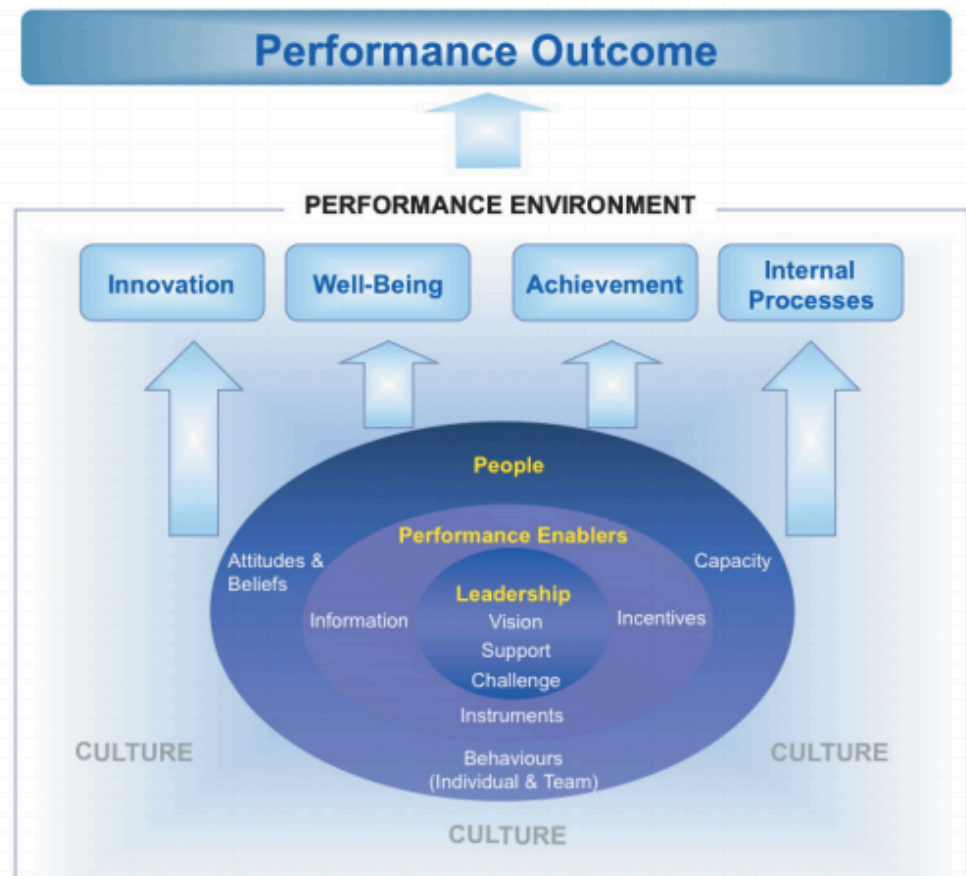 Performance Outcome
PERFORMANCE ENVIRONMENT
Innovation
Well-Being
Achievement
Internal
Processes
People
Performance Enablers
Attitudes &
Beliefs
Capacity
Leadership
Information
Incentives
Vision
Support
Challenge
Instruments
Behaviours
(Individual & Team)
CULTURE
CULTURE
CULTURE